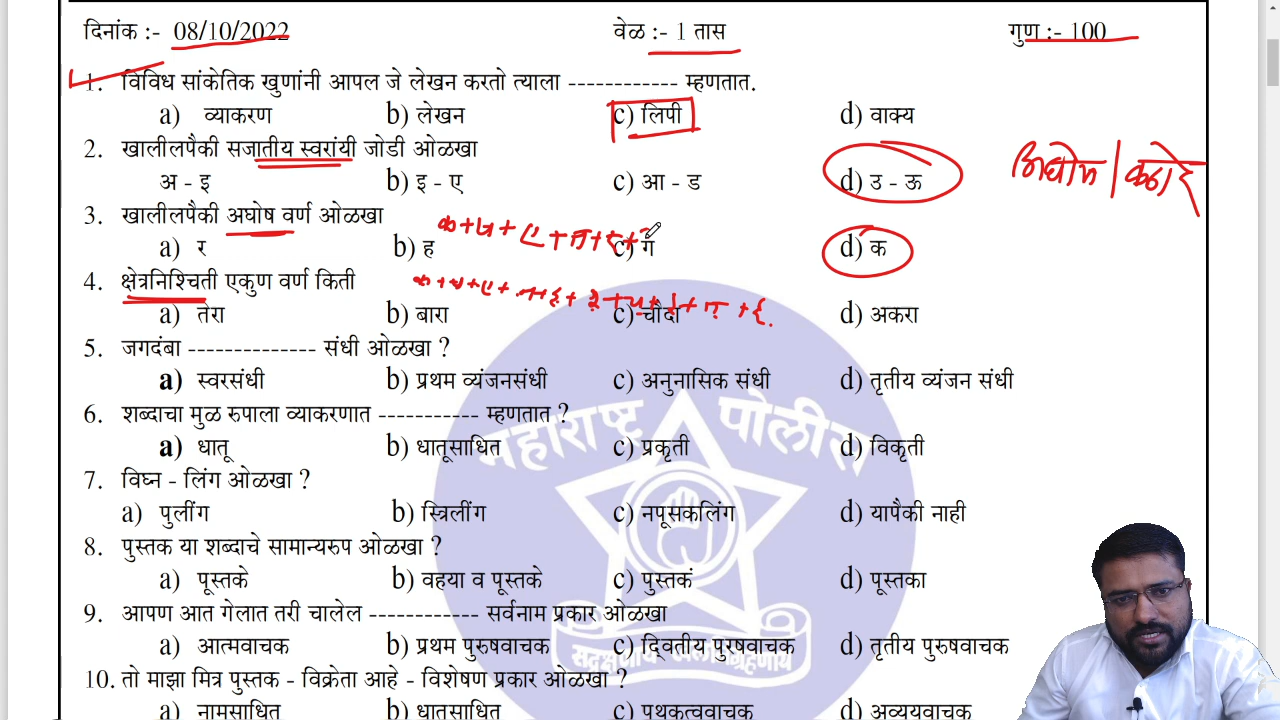 दिनांक :- 08/10/2022 वेळ :- 1 तास गुण :- 100
1. विविध सांकेतिक खुणांनी आपल जे लेखन करतो त्याला ------------ म्हणतात.
a) व्याकरण b) लेखन c) लिपी d) वाक्य
2. खालीलपैकी सजातीय स्वरांयी जोडी ओळखा
अ - इ b) इ - ए c) आ - ड d) उ - ऊ
3. खालीलपैकी अघोष वर्ण ओळखा
a) र b) ह c) ग d) क
4. क्षेत्रनिश्चिती एकुण वर्ण किती
a) तेरा b) बारा c) चौदा d) अकरा
5. जगदंबा -------------- संधी ओळखा ?
a) स्वरसंधी b) प्रथम व्यंजनसंधी c) अनुनासिक संधी d) तृतीय व्यंजन संधी
6. शब्दाचा मुळ रुपाला व्याकरणात ----------- म्हणतात ?
a) धातू b) धातूसाधित c) प्रकृती d) विकृती
7. विघ्न - लिंग ओळखा ?
a) पुलींग b) स्त्रिलींग c) नपूसकलिंग d) यापैकी नाही
8. पुस्तक या शब्दाचे सामान्यरुप ओळखा ?
a) पूस्तके b) वहया व पूस्तके c) पुस्तकं d) पूस्तका
9. आपण आत गेलात तरी चालेल ------------ सर्वनाम प्रकार ओळखा
a) आत्मवाचक b) प्रथम पुरुषवाचक c) द्वितीय पुरषवाचक d) तृतीय पुरुषवाचक
10. तो माझा मित्र पुस्तक - विक्रेता आहे - विशेषण प्रकार ओळखा ?
a) नामसाधित b) धातुसाधित c) पृथकत्ववाचक d) अव्ययवाचक
महाराष्ट्र पोलीस